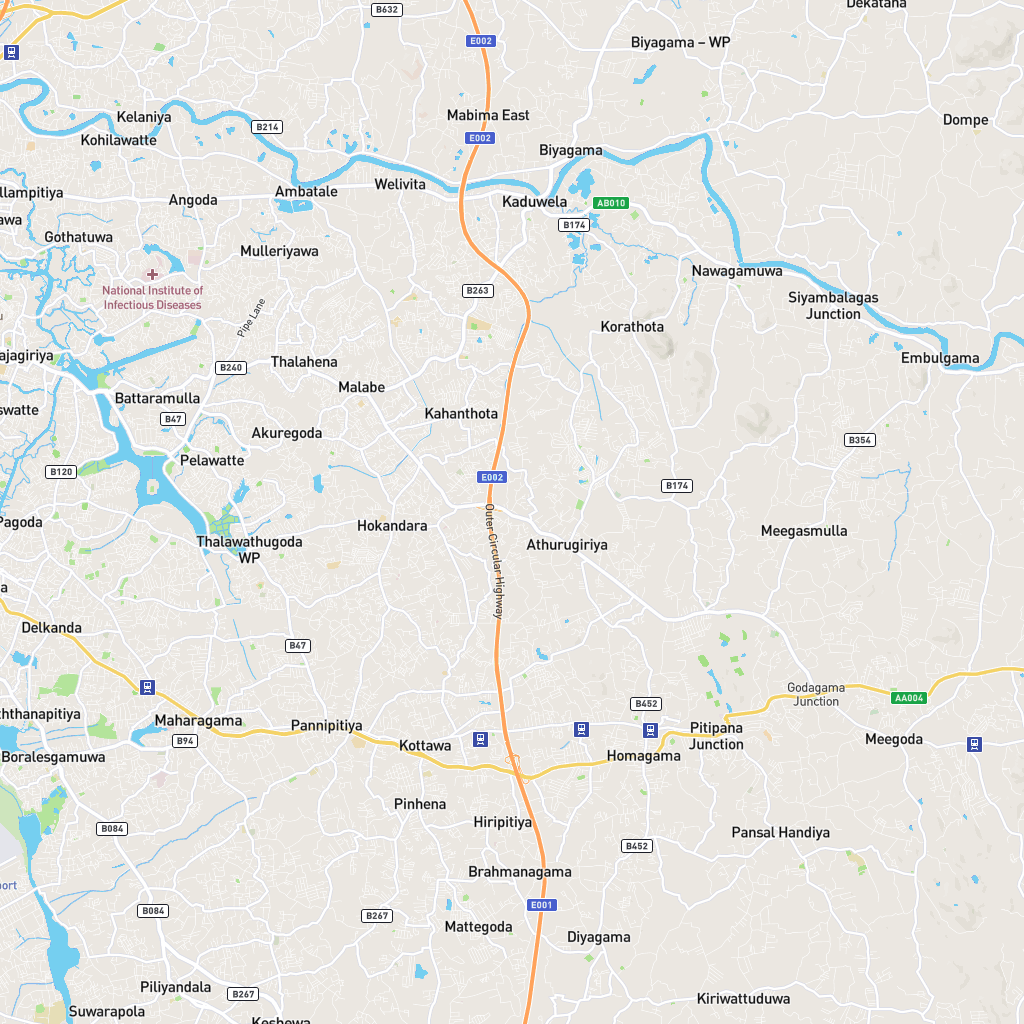 Dekatana
B632
E002
Biyagama – WP
Mabima East
Kelaniya
B214
Dompe
Kohilawatte
E002
Biyagama
Welivita
Ambatale
llampitiya
Angoda
Kaduwela
AB010
awa
B174
Gothatuwa
Mulleriyawa
Nawagamuwa
National Institute of
Infectious Diseases
B263
Siyambalagas
Junction
Pipe Lane
Korathota
ajagiriya
Thalahena
Embulgama
B240
Malabe
Battaramulla
swatte
Kahanthota
B47
Akuregoda
B354
Pelawatte
B120
E002
B174
Pagoda
Hokandara
Outer Circular Highway
Meegasmulla
Thalawathugoda
WP
Athurugiriya
a
Delkanda
B47
Godagama
Junction
AA004
B452
ththanapitiya
Maharagama
Pannipitiya
Pitipana
Junction
B94
Kottawa
Meegoda
Boralesgamuwa
Homagama
Pinhena
Hiripitiya
B084
Pansal Handiya
B452
Brahmanagama
port
E001
B084
B267
Mattegoda
Diyagama
Piliyandala
B267
Kiriwattuduwa
Suwarapola
Kesbewa